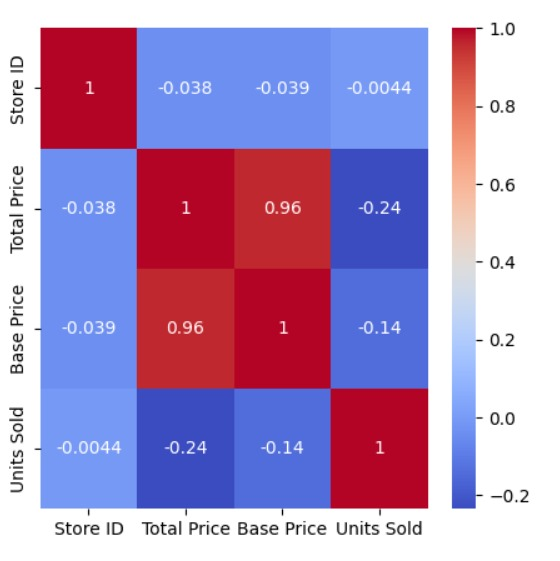 1.0
Store ID 1 -0.038 -0.039 -0.0044
0.8
Total Price -0.038 1 0.96 -0.24
0.6
0.4
Base Price -0.039 0.96 1 -0.14
0.2
0.0
Units Sold -0.0044 -0.24 -0.14 1
−0.2
Store ID Total Price Base Price Units Sold